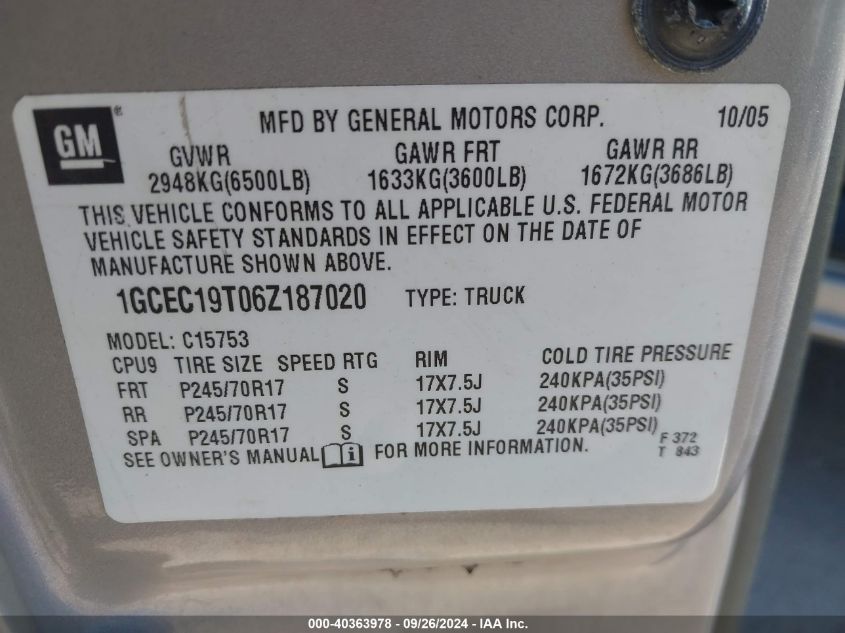 GM ® MFD BY GENERAL MOTORS CORP. 10/05
GVWR GAWR FRT GAWR RR
2948KG(6500LB) 1633KG(3600LB) 1672KG(3686LB)
THIS VEHICLE CONFORMS TO ALL APPLICABLE U.S. FEDERAL MOTOR
VEHICLE SAFETY STANDARDS IN EFFECT ON THE DATE OF
MANUFACTURE SHOWN ABOVE.
1GCEC19T06Z187020 TYPE: TRUCK
MODEL: C15753
CPU9 TIRE SIZE SPEED RTG RIM COLD TIRE PRESSURE
FRT P245/70R17 S 17X7.5J 240KPA(35PSI)
RR P245/70R17 S 17X7.5J 240KPA(35PSI)
SPA P245/70R17 S 17X7.5J 240KPA(35PSI)
F 372
SEE OWNER'S MANUAL i FOR MORE INFORMATION. T 843
000-40363978 - 09/26/2024 - IAA Inc.